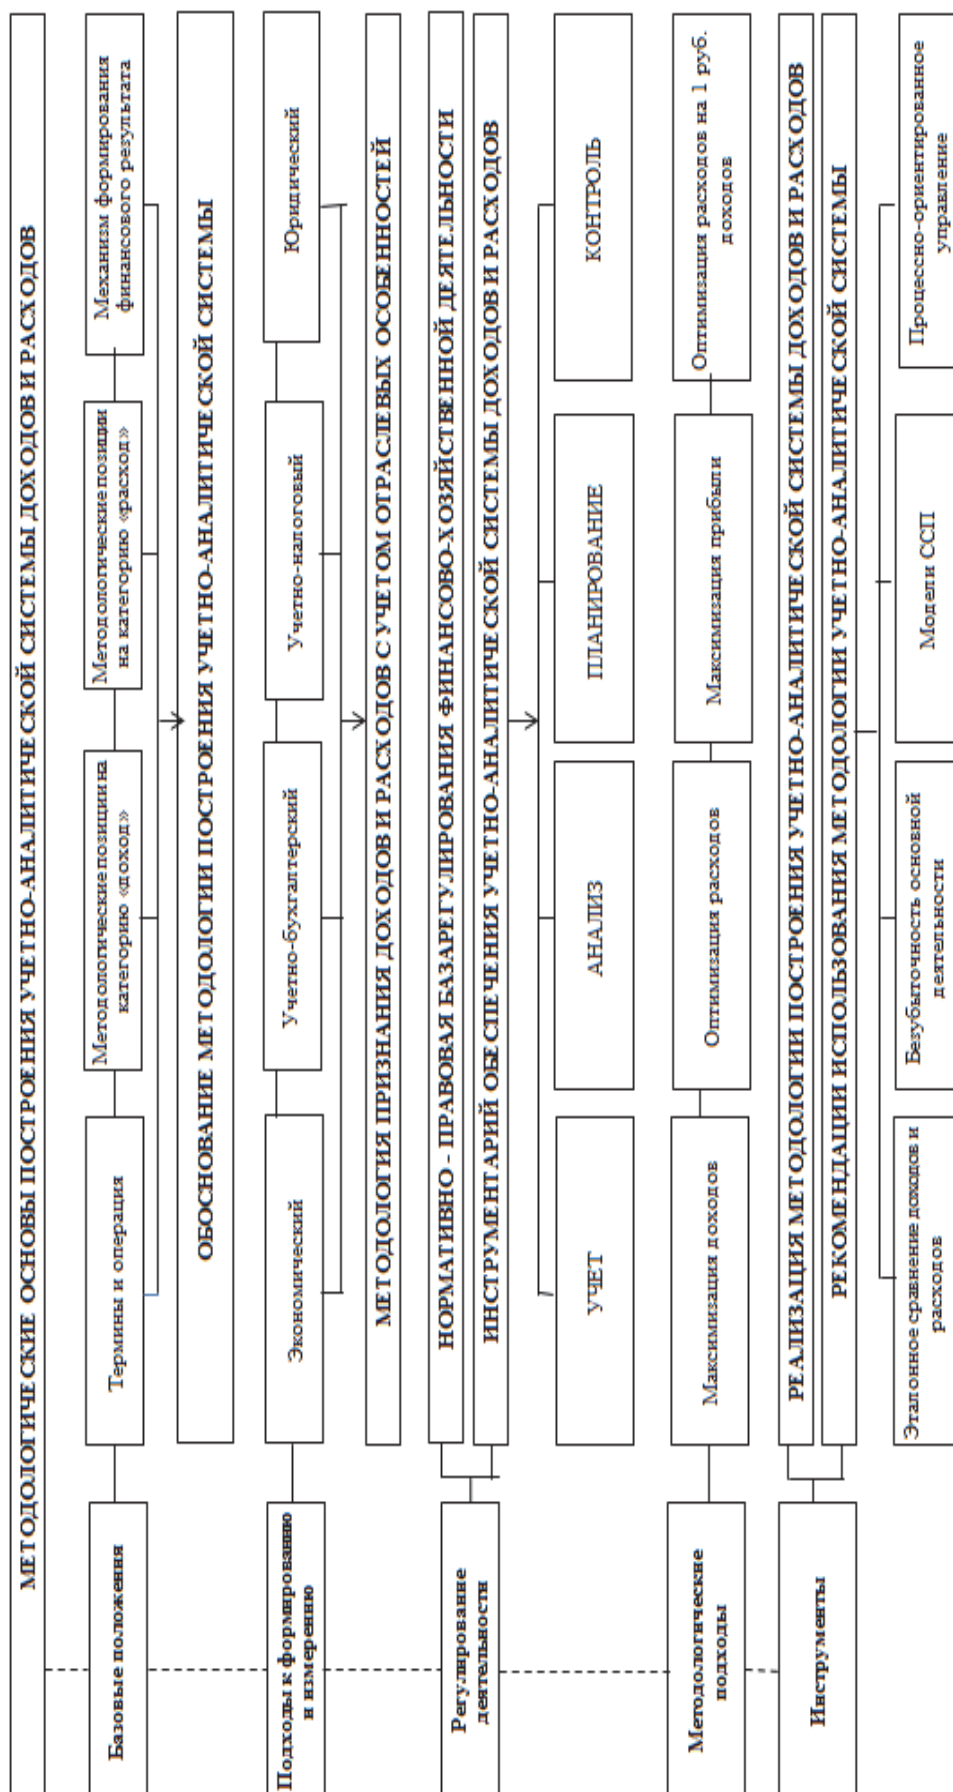 МЕТОДОЛОГИЧЕСКИЕ ОСНОВЫ ПОСТРОЕНИЯ УЧЕТНО-АНАЛИТИЧЕСКОЙ СИСТЕМЫ ДОХОДОВ И РАСХОДОВ
Базовые положения
Термины и операция
Методологические позиции на
категорию «доход»
Методологические позиции
на категорию «расход»
Механизм формирования
финансового результата
ОБОСНОВАНИЕ МЕТОДОЛОГИИ ПОСТРОЕНИЯ УЧЕТНО-АНАЛИТИЧЕСКОЙ СИСТЕМЫ
Подходы к формированию
и измерению
Экономический
Учетно-бухгалтерский
Учетно-налоговый
Юридический
МЕТОДОЛОГИЯ ПРИЗНАНИЯ ДОХОДОВ И РАСХОДОВ С УЧЕТОМ ОТРАСЛЕВЫХ ОСОБЕННОСТЕЙ
Регулирование
деятельности
НОРМАТИВНО - ПРАВОВАЯ БАЗАРЕГУЛИРОВАНИЯ ФИНАНСОВО-ХОЗЯЙСТВЕННОЙ ДЕЯТЕЛЬНОСТИ
ИНСТРУМЕНТАРИЙ ОБЕСПЕЧЕНИЯ УЧЕТНО-АНАЛИТИЧЕСКОЙ СИСТЕМЫ ДОХОДОВ И РАСХОДОВ
УЧЕТ
АНАЛИЗ
ПЛАНИРОВАНИЕ
КОНТРОЛЬ
Методологические
подходы
Максимизация доходов
Оптимизация расходов
Максимизация прибыли
Оптимизация расходов на 1 руб.
доходов
Инструменты
РЕАЛИЗАЦИЯ МЕТОДОЛОГИИ ПОСТРОЕНИЯ УЧЕТНО-АНАЛИТИЧЕСКОЙ СИСТЕМЫ ДОХОДОВ И РАСХОДОВ
РЕКОМЕНДАЦИИ ИСПОЛЬЗОВАНИЯ МЕТОДОЛОГИИ УЧЕТНО-АНАЛИТИЧЕСКОЙ СИСТЕМЫ
Эталонное сравнение доходов и
расходов
Безубыточность основной
деятельности
Модели ССП
Процессно-ориентированное
управление